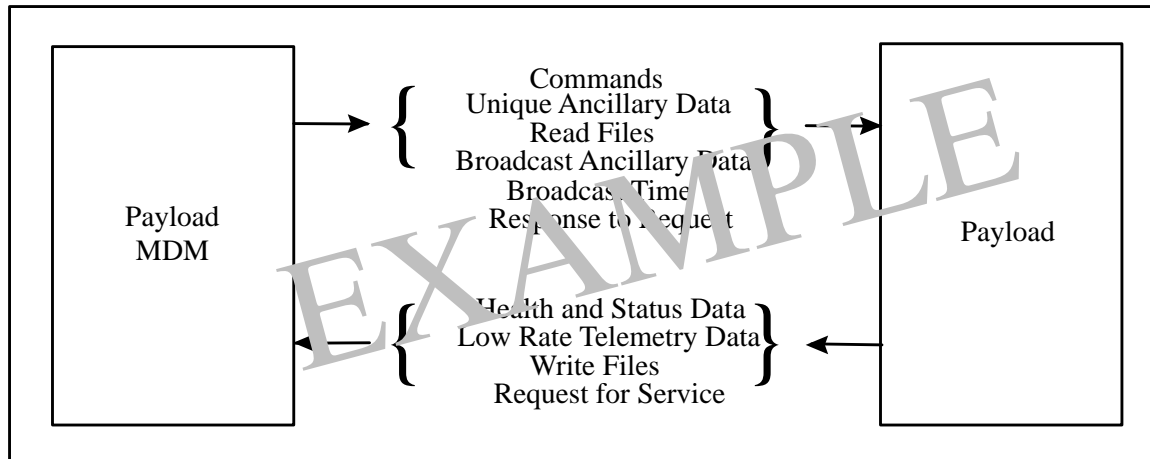 Commands
Unique Ancillary Data
Read Files
Broadcast Ancillary Data
Broadcast Time
Response to Request
Payload
MDM
Payload
EXAMPLE
Health and Status Data
Low Rate Telemetry Data
Write Files
Request for Service